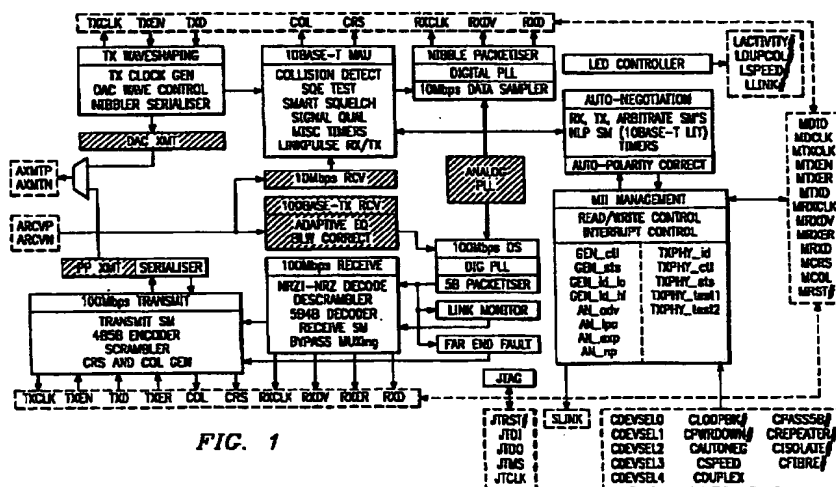 TXCLK TXEN TXD COL CRS RXCLK RXDV RXD
TX WAVESHAPING
TX CLOCK GEN
DAC WAVE CONTROL
NIBBLER SERIALISER
10BASE-T MAU
COLLISION DETECT
SQE TEST
SMART SQUELCH
SIGNAL QUAL
MISC TIMERS
LINKPULSE RX/TX
NIBBLE PACKETISER
DIGITAL PLL
10Mbps DATA SAMPLER
LED CONTROLLER
LACTIVITY#
LDUPCOL
LSPEED#
LLINK#
AUTO-NEGOTIATION
RX, TX, ARBITRATE SM'S
NLP SM (10BASE-T LIT)
TIMERS
AUTO-POLARITY CORRECT
DAC XMT
AXMTP
AXMTN
10Mbps RCV
ANALOG
PLL
ARCVP
ARCVN
100BASE-TX RCV
ADAPTIVE EQ
BLW CORRECT
MII MANAGEMENT
READ/WRITE CONTROL
INTERRUPT CONTROL
GEN_ctl
GEN_sts
GEN_id_lo
GEN_id_hi
AN_adv
AN_lpa
AN_exp
AN_np
TXPHY_id
TXPHY_ctl
TXPHY_sts
TXPHY_test1
TXPHY_test2
MDIO
MDCLK
MTXCLK
MTXEN
MTXER
MTXD
MRXCLK
MRXDV
MRXER
MRXD
MCRS
MCOL
MRST#
PP XMT SERIALISER
100Mbps DS
DIG PLL
5B PACKETISER
100Mbps TRANSMIT
TRANSMIT SM
4B5B ENCODER
SCRAMBLER
CRS AND COL GEN
100Mbps RECEIVE
NRZI-NRZ DECODE
DESCRAMBLER
5B4B DECODER
RECEIVE SM
BYPASS MUXing
LINK MONITOR
FAR END FAULT
TXCLK TXEN TXD TXER COL CRS RXCLK RXDV RXER RXD
JTAG
JTRST#
JTDI
JTDO
JTMS
JTCLK
SLINK
CDEVSEL0 CLOOPBK# CPASS5B#
CDEVSEL1 CPWRDOWN# CREPEATER#
CDEVSEL2 CAUTONEG CISOLATE#
CDEVSEL3 CSPEED CFIBRE#
CDEVSEL4 CDUPLEX
FIG. 1